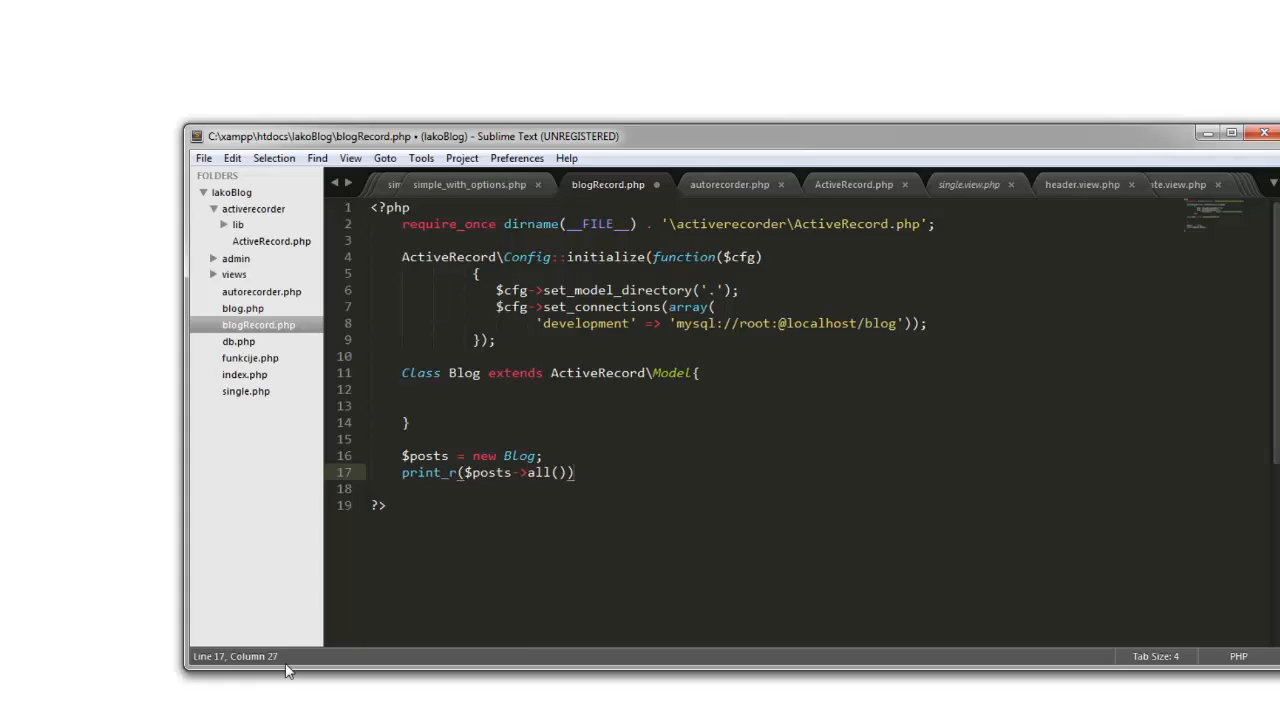 C:\xampp\htdocs\lakoBlog\blogRecord.php • (lakoBlog) - Sublime Text (UNREGISTERED)
File Edit Selection Find View Goto Tools Project Preferences Help
FOLDERS
lakoBlog
activerecorder
lib
ActiveRecord.php
admin
views
autorecorder.php
blog.php
blogRecord.php
db.php
funkcije.php
index.php
single.php
sim simple_with_options.php × blogRecord.php • autorecorder.php × ActiveRecord.php × single.view.php × header.view.php × te.view.php ×
1 <?php
2 require_once dirname(__FILE__) . '\activerecorder\ActiveRecord.php';
3
4 ActiveRecord\Config::initialize(function($cfg)
5 {
6 $cfg->set_model_directory('.');
7 $cfg->set_connections(array(
8 'development' => 'mysql://root:@localhost/blog'));
9 });
10
11 Class Blog extends ActiveRecord\Model{
12
13
14 }
15
16 $posts = new Blog;
17 print_r($posts->all())
18
19 ?>
Line 17, Column 27
Tab Size: 4
PHP